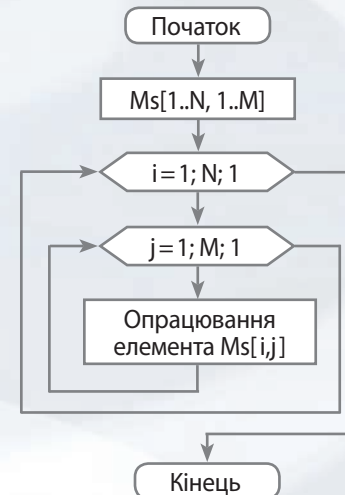 Початок
Ms[1..N, 1..M]
i=1; N; 1
j=1; M; 1
Опрацювання
елемента Ms[i,j]
Кінець